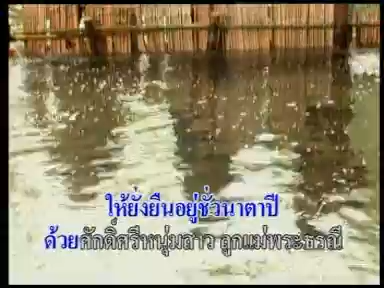 ให้ยั่งยืนอยู่ชั่วนาตาปี
ด้วยศักดิ์ศรีหนุ่มสาว ลูกแม่พระธรณี